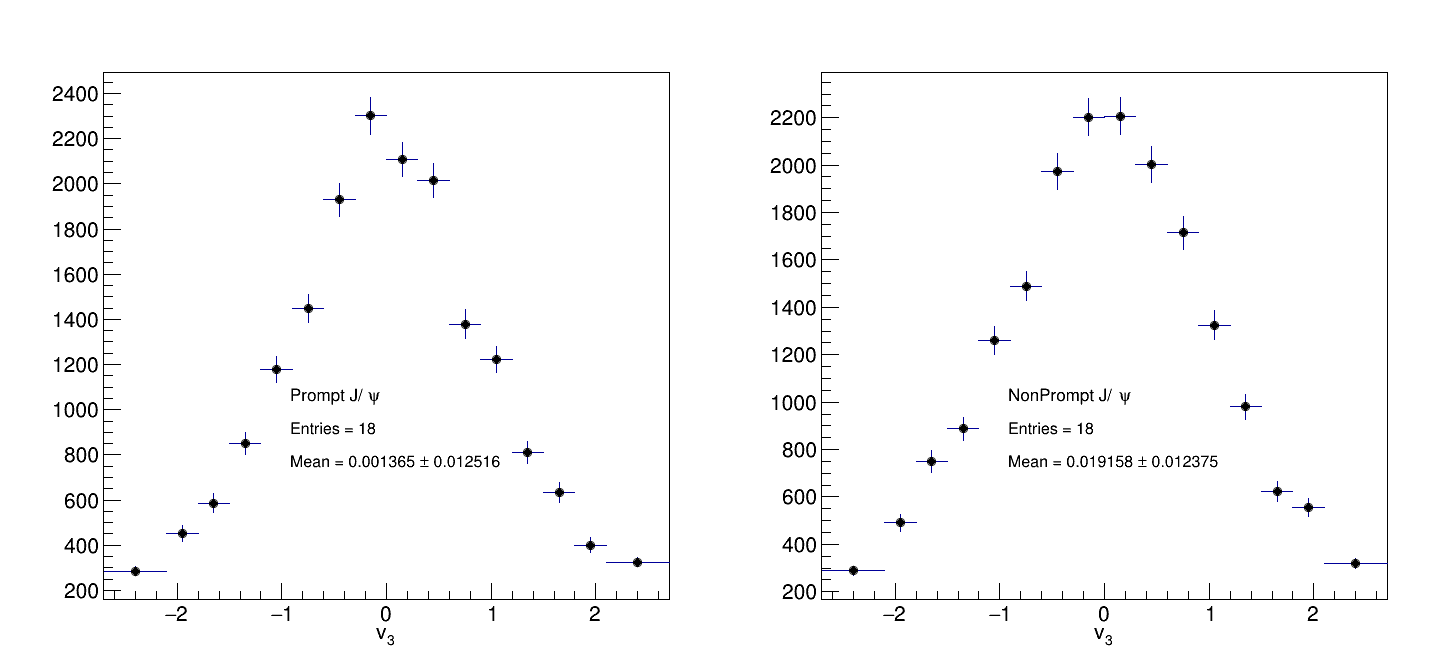 2400
2200
2000
1800
1600
1400
1200
1000
800
600
400
200
−2 −1 0 1 2
v3
Prompt J/ ψ
Entries = 18
Mean = 0.001365 ± 0.012516
2200
2000
1800
1600
1400
1200
1000
800
600
400
200
−2 −1 0 1 2
v3
NonPrompt J/ ψ
Entries = 18
Mean = 0.019158 ± 0.012375